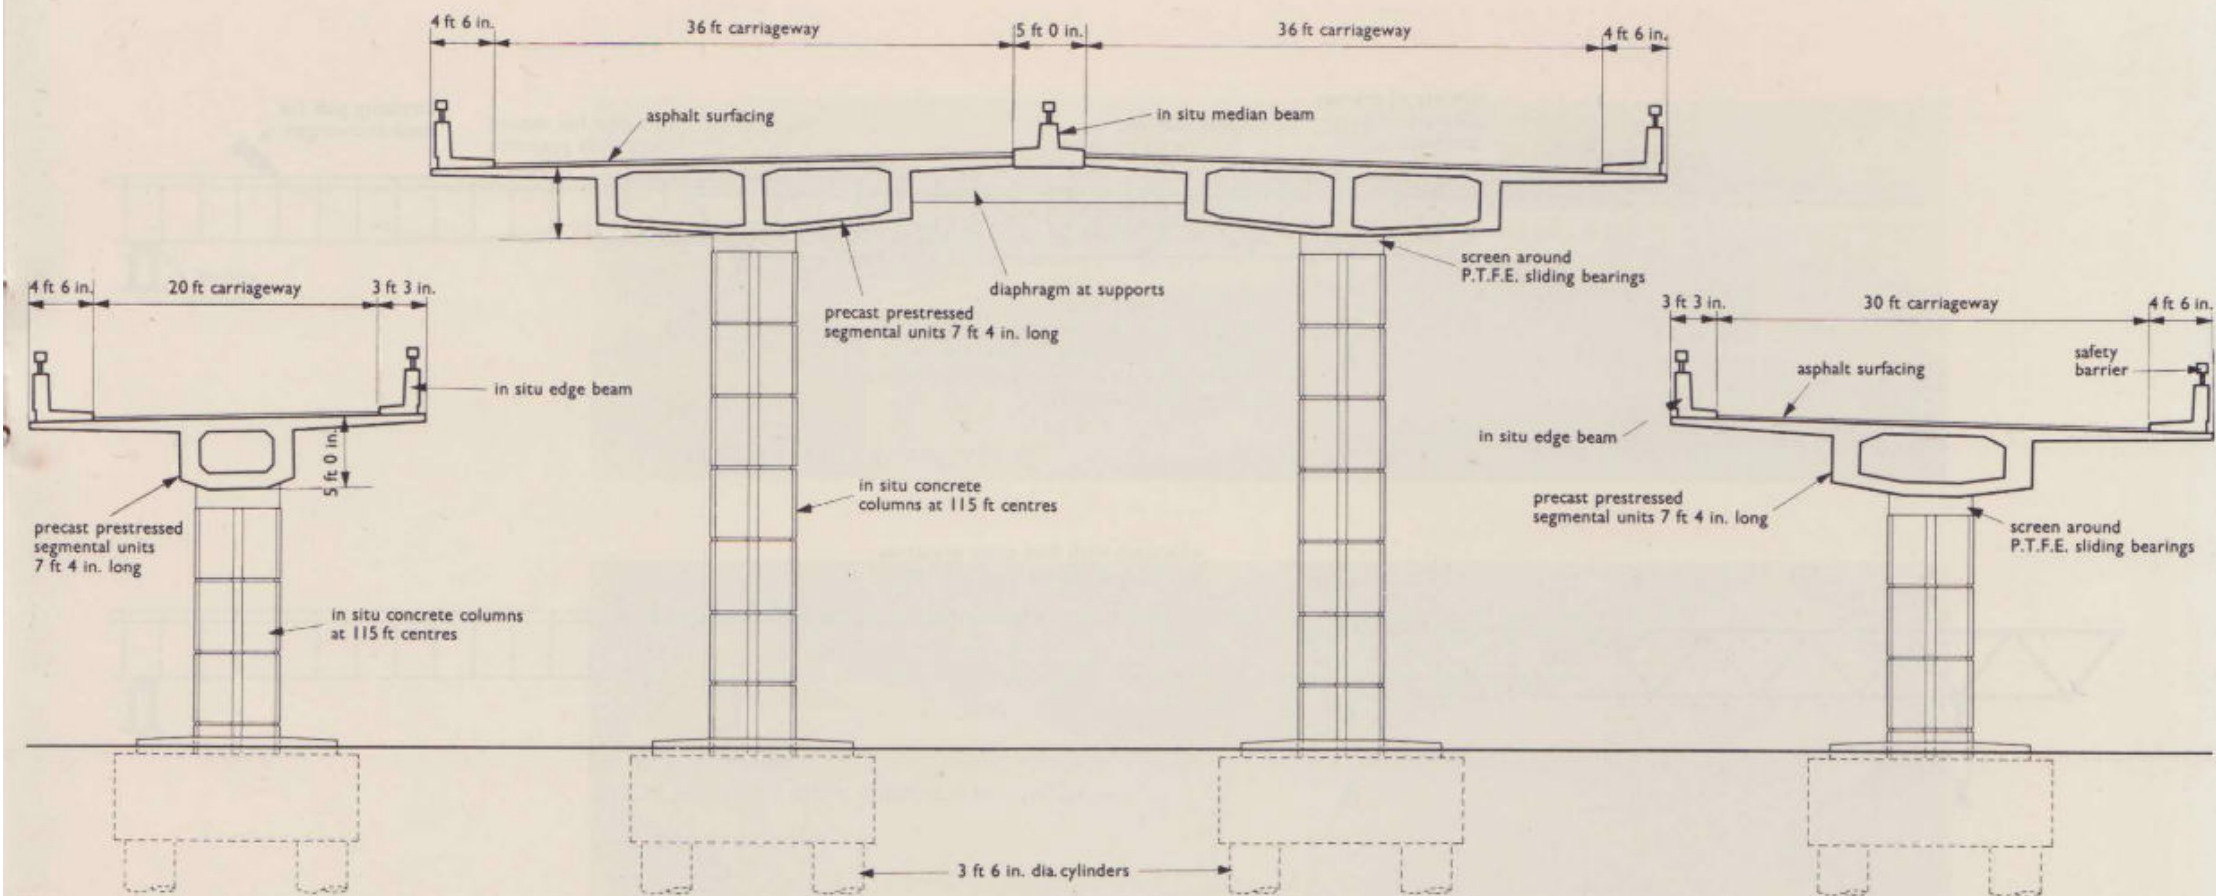 4 ft 6 in.
36 ft carriageway
5 ft 0 in.
36 ft carriageway
4 ft 6 in.
asphalt surfacing
in situ median beam
screen around
P.T.F.E. sliding bearings
diaphragm at supports
precast prestressed
segmental units 7 ft 4 in. long
4 ft 6 in.
20 ft carriageway
3 ft 3 in.
in situ edge beam
5 ft 0 in.
precast prestressed
segmental units
7 ft 4 in. long
in situ concrete columns
at 115 ft centres
in situ concrete
columns at 115 ft centres
3 ft 3 in.
30 ft carriageway
4 ft 6 in.
safety
barrier
asphalt surfacing
in situ edge beam
precast prestressed
segmental units 7 ft 4 in. long
screen around
P.T.F.E. sliding bearings
3 ft 6 in. dia. cylinders